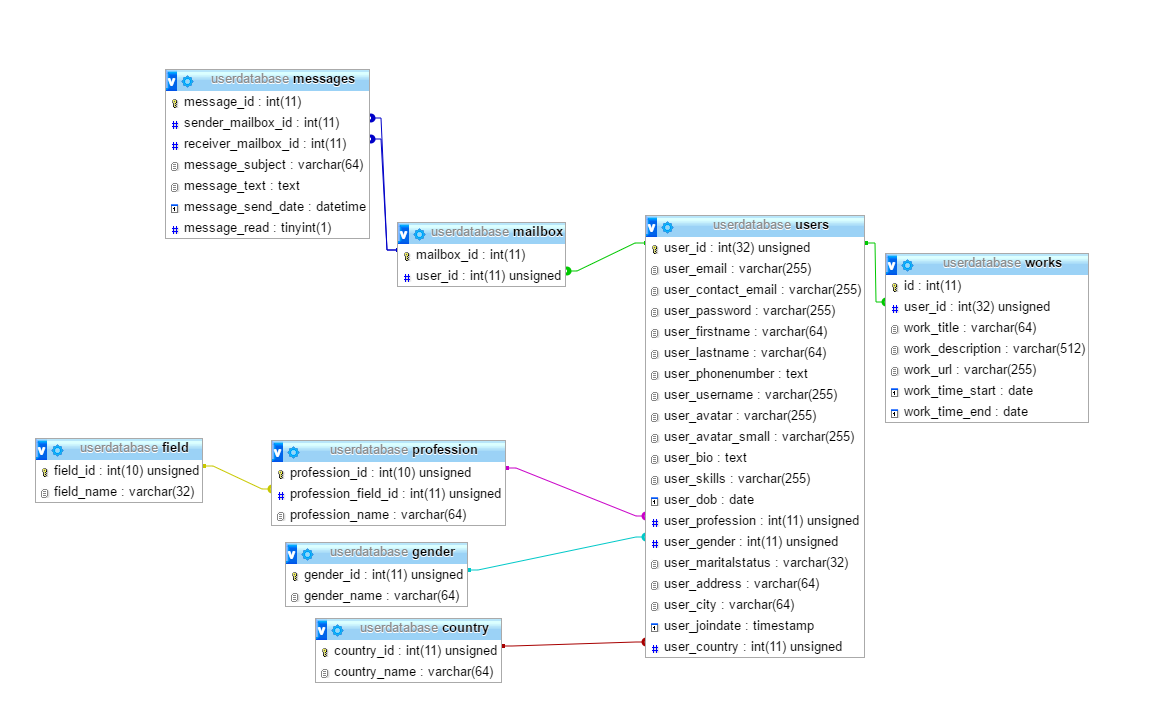 userdatabase messages
message_id : int(11)
sender_mailbox_id : int(11)
receiver_mailbox_id : int(11)
message_subject : varchar(64)
message_text : text
message_send_date : datetime
message_read : tinyint(1)
userdatabase mailbox
mailbox_id : int(11)
user_id : int(11) unsigned
userdatabase users
user_id : int(32) unsigned
user_email : varchar(255)
user_contact_email : varchar(255)
user_password : varchar(255)
user_firstname : varchar(64)
user_lastname : varchar(64)
user_phonenumber : text
user_username : varchar(255)
user_avatar : varchar(255)
user_avatar_small : varchar(255)
user_bio : text
user_skills : varchar(255)
user_dob : date
user_profession : int(11) unsigned
user_gender : int(11) unsigned
user_maritalstatus : varchar(32)
user_address : varchar(64)
user_city : varchar(64)
user_joindate : timestamp
user_country : int(11) unsigned
userdatabase works
id : int(11)
user_id : int(32) unsigned
work_title : varchar(64)
work_description : varchar(512)
work_url : varchar(255)
work_time_start : date
work_time_end : date
userdatabase field
field_id : int(10) unsigned
field_name : varchar(32)
userdatabase profession
profession_id : int(10) unsigned
profession_field_id : int(11) unsigned
profession_name : varchar(64)
userdatabase gender
gender_id : int(11) unsigned
gender_name : varchar(64)
userdatabase country
country_id : int(11) unsigned
country_name : varchar(64)